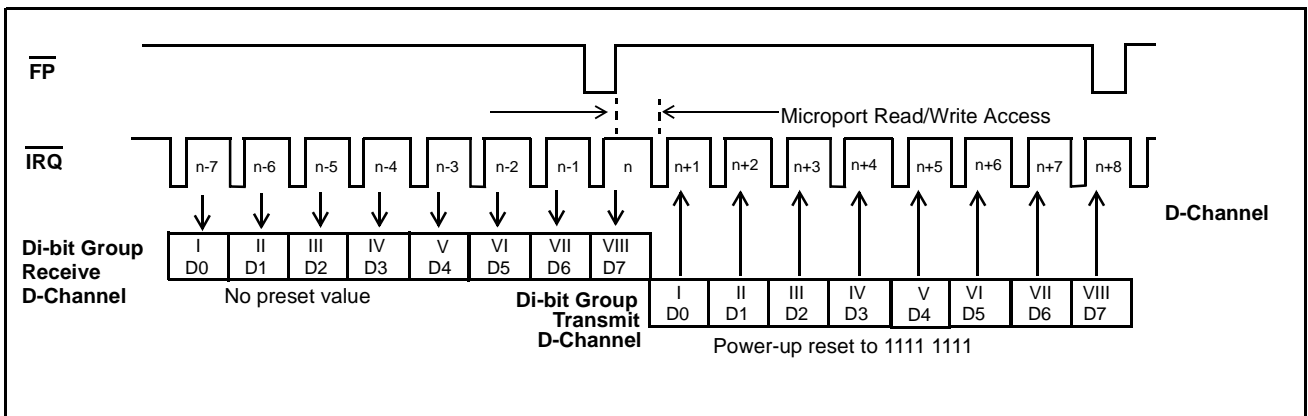 FP
Microport Read/Write Access
IRQ
n-7 n-6 n-5 n-4 n-3 n-2 n-1 n n+1 n+2 n+3 n+4 n+5 n+6 n+7 n+8
D-Channel
Di-bit Group
Receive
D-Channel
I II III IV V VI VII VIII
D0 D1 D2 D3 D4 D5 D6 D7
No preset value
Di-bit Group
Transmit
D-Channel
I II III IV V VI VII VIII
D0 D1 D2 D3 D4 D5 D6 D7
Power-up reset to 1111 1111